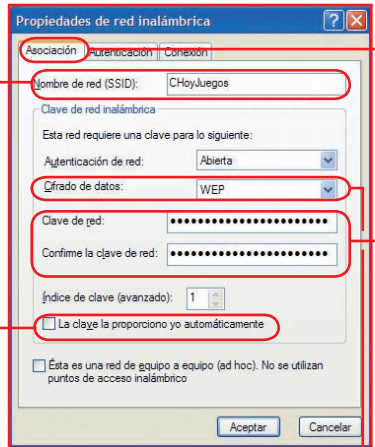 Propiedades de red inalámbrica
Asociación Autenticación Conexión
Nombre de red (SSID): CHoyJuegos
Clave de red inalámbrica
Esta red requiere una clave para lo siguiente:
Autenticación de red: Abierta
Cifrado de datos: WEP
Clave de red: ••••••••••••••••••••••••
Confirme la clave de red: ••••••••••••••••••••••••
Índice de clave (avanzado): 1
La clave la proporciono yo automáticamente
Ésta es una red de equipo a equipo (ad hoc). No se utilizan
puntos de acceso inalámbrico
Aceptar Cancelar